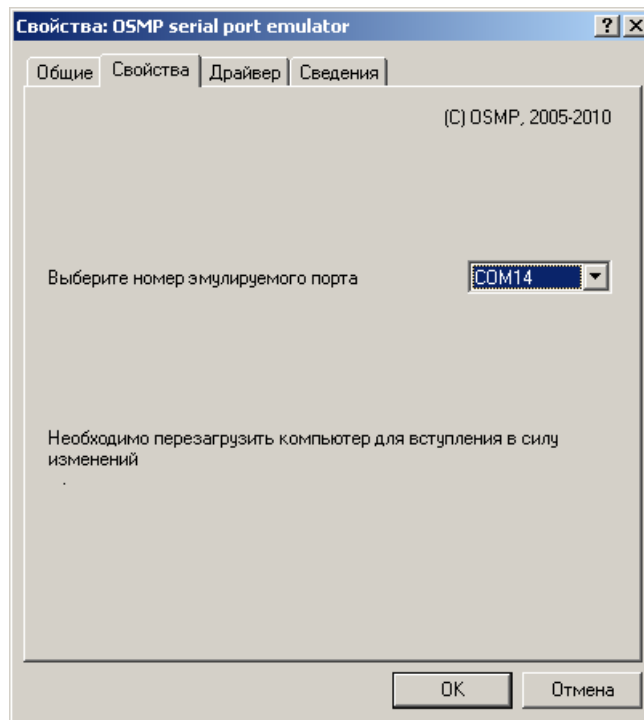 Свойства: OSMP serial port emulator
Общие Свойства Драйвер Сведения
(C) OSMP, 2005-2010
Выберите номер эмулируемого порта COM14
Необходимо перезагрузить компьютер для вступления в силу
изменений
.
OK Отмена